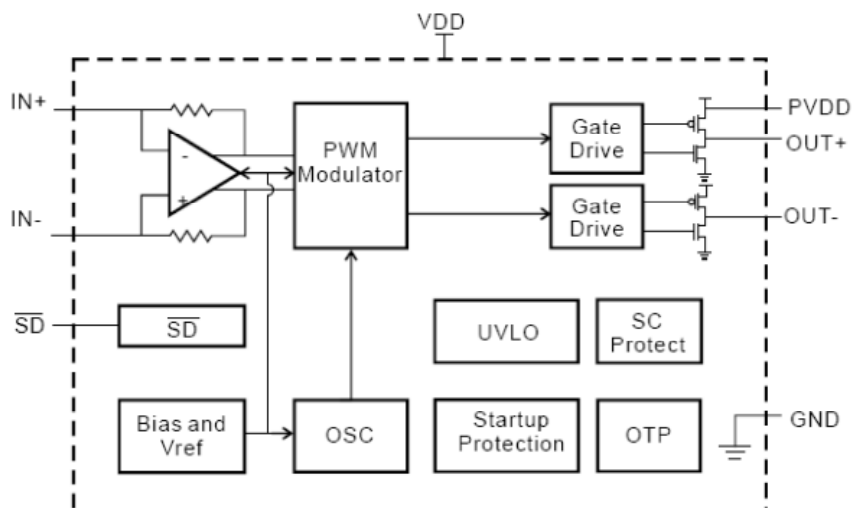 VDD
IN+
PVDD
OUT+
-
+
PWM
Modulator
Gate
Drive
IN-
Gate
Drive
OUT-
SD
SD
UVLO
SC
Protect
Bias and
Vref
OSC
Startup
Protection
OTP
GND